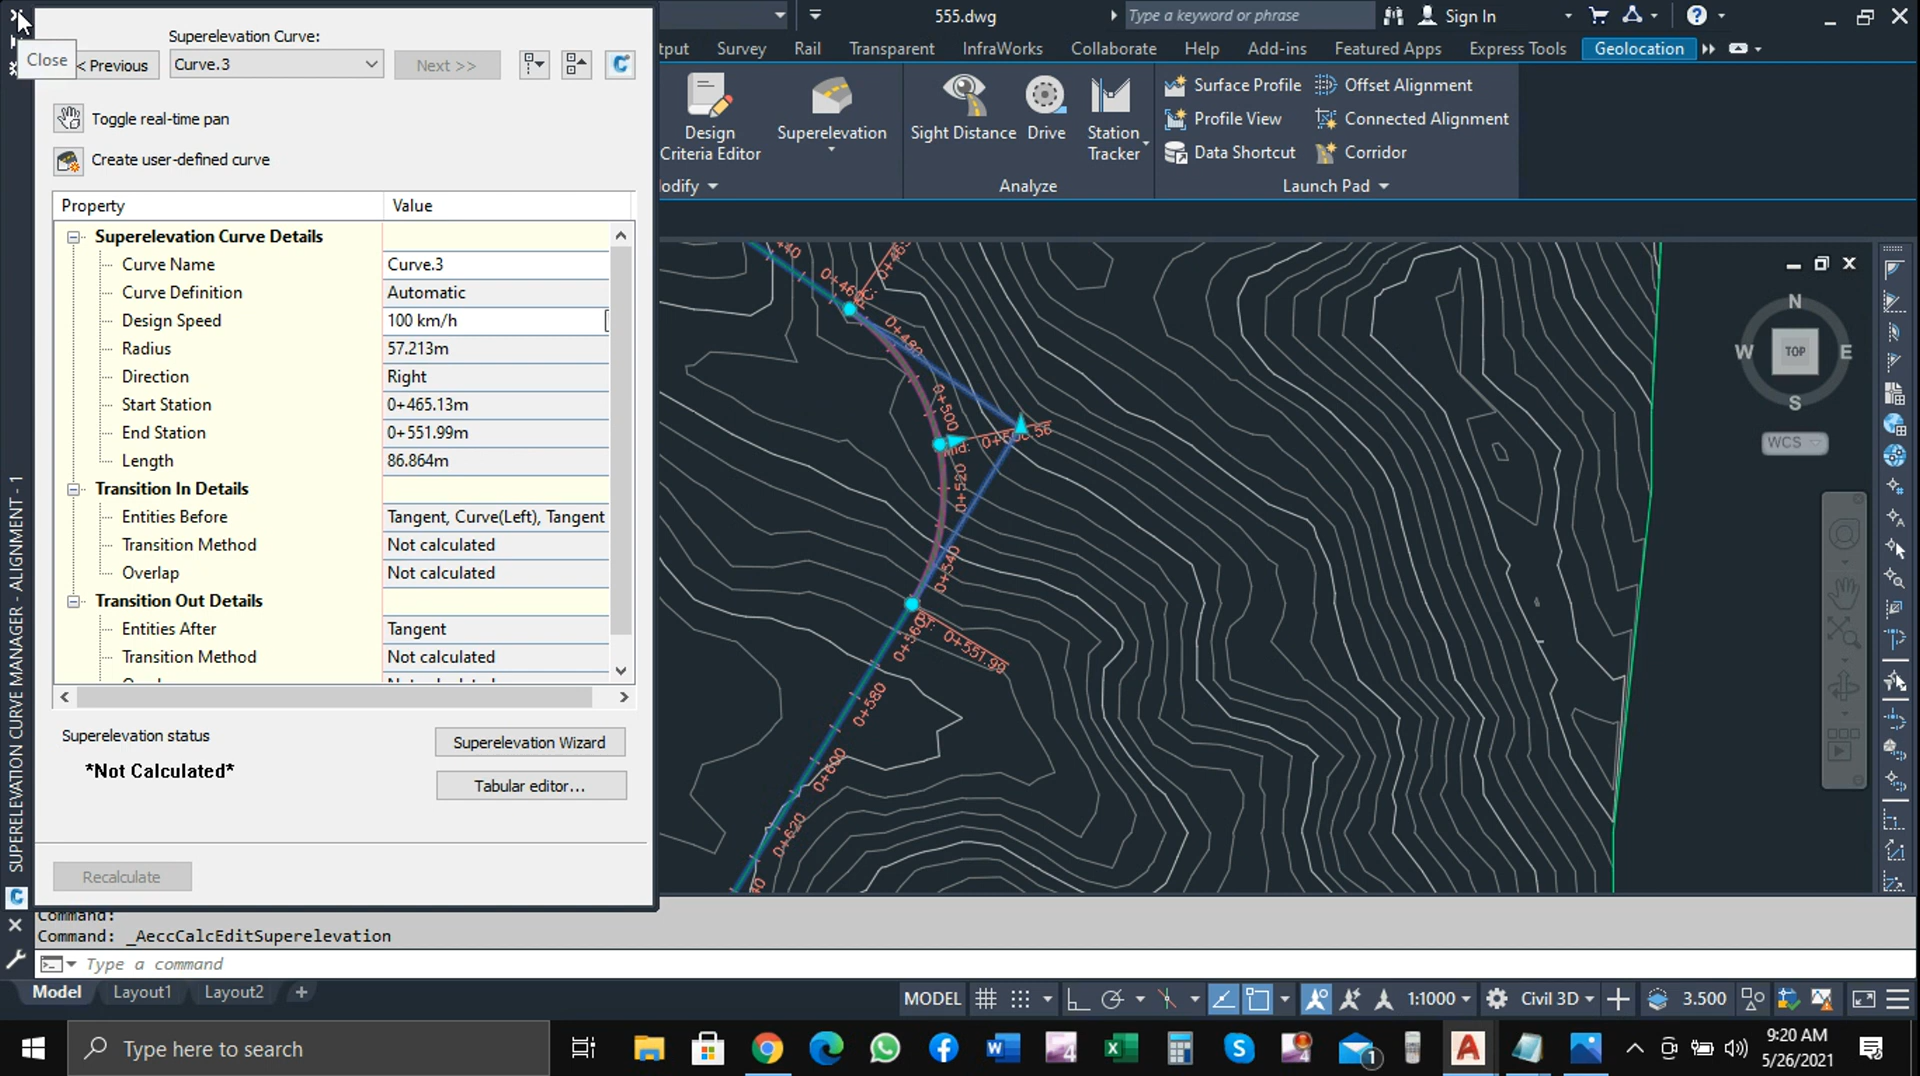 555.dwg
Type a keyword or phrase
Sign In
Superelevation Curve:
Close
< Previous
Curve.3
Next >>
Survey
Rail
Transparent
InfraWorks
Collaborate
Help
Add-ins
Featured Apps
Express Tools
Geolocation
Toggle real-time pan
Create user-defined curve
Design
Criteria Editor
Superelevation
Sight Distance
Drive
Station
Tracker
Surface Profile
Profile View
Data Shortcut
Offset Alignment
Connected Alignment
Corridor
Analyze
Launch Pad
Property
Value
Superelevation Curve Details
Curve Name
Curve.3
Curve Definition
Automatic
Design Speed
100 km/h
Radius
57.213m
Direction
Right
Start Station
0+465.13m
End Station
0+551.99m
Length
86.864m
Transition In Details
Entities Before
Tangent, Curve(Left), Tangent
Transition Method
Not calculated
Overlap
Not calculated
Transition Out Details
Entities After
Tangent
Transition Method
Not calculated
Superelevation status
*Not Calculated*
Superelevation Wizard
Tabular editor...
Recalculate
SUPERELEVATION CURVE MANAGER - ALIGNMENT - 1
0+480
0+500
0+520
0+540
0+551.99
0+560
0+580
0+600
0+620
N
W
TOP
E
S
WCS
Command:
Command: _AeccCalcEditSuperelevation
Type a command
Model
Layout1
Layout2
MODEL
1:1000
Civil 3D
3.500
Type here to search
9:20 AM
5/26/2021